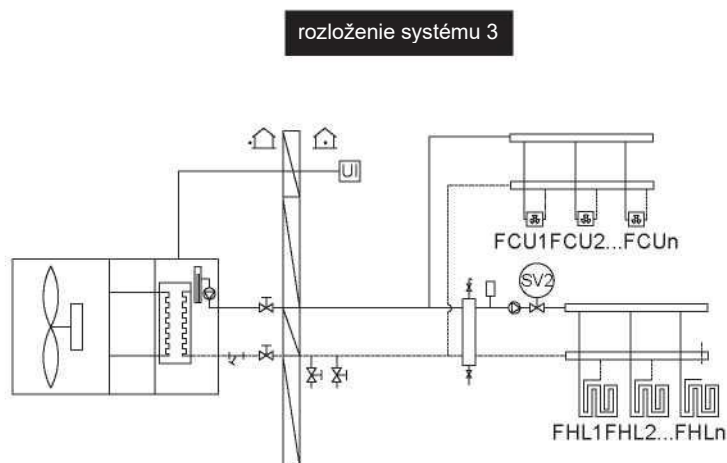 rozloženie systému 3
UI
FCU1FCU2...FCUn
SV2
FHL1FHL2...FHLn